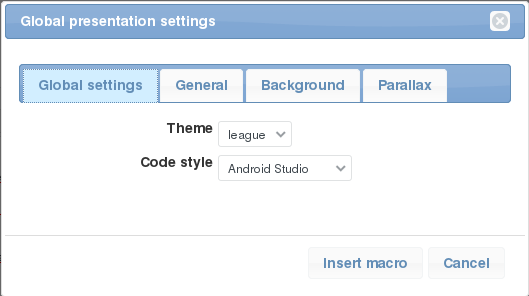 Global presentation settings
Global settings General Background Parallax
Theme league
Code style Android Studio
Insert macro Cancel